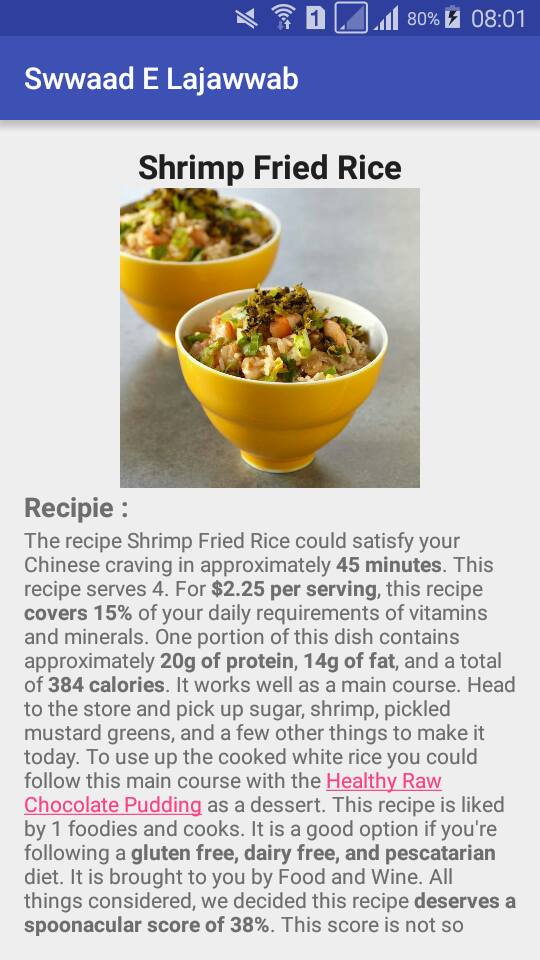 1 80% 08:01
Swwaad E Lajawwab
Shrimp Fried Rice
Recipie :
The recipe Shrimp Fried Rice could satisfy your
Chinese craving in approximately 45 minutes. This
recipe serves 4. For $2.25 per serving, this recipe
covers 15% of your daily requirements of vitamins
and minerals. One portion of this dish contains
approximately 20g of protein, 14g of fat, and a total
of 384 calories. It works well as a main course. Head
to the store and pick up sugar, shrimp, pickled
mustard greens, and a few other things to make it
today. To use up the cooked white rice you could
follow this main course with the Healthy Raw
Chocolate Pudding as a dessert. This recipe is liked
by 1 foodies and cooks. It is a good option if you're
following a gluten free, dairy free, and pescatarian
diet. It is brought to you by Food and Wine. All
things considered, we decided this recipe deserves a
spoonacular score of 38%. This score is not so